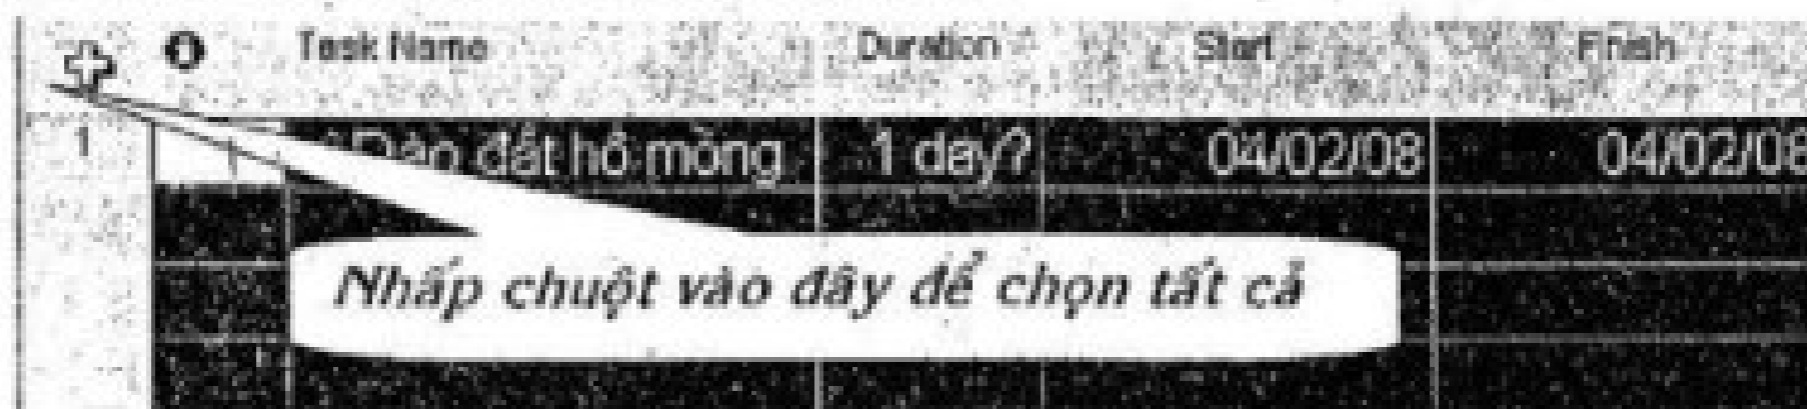 Task Name Duration Start Finish
1 Đào đất hố móng 1 day? 04/02/08 04/02/08
Nhấp chuột vào đây để chọn tất cả